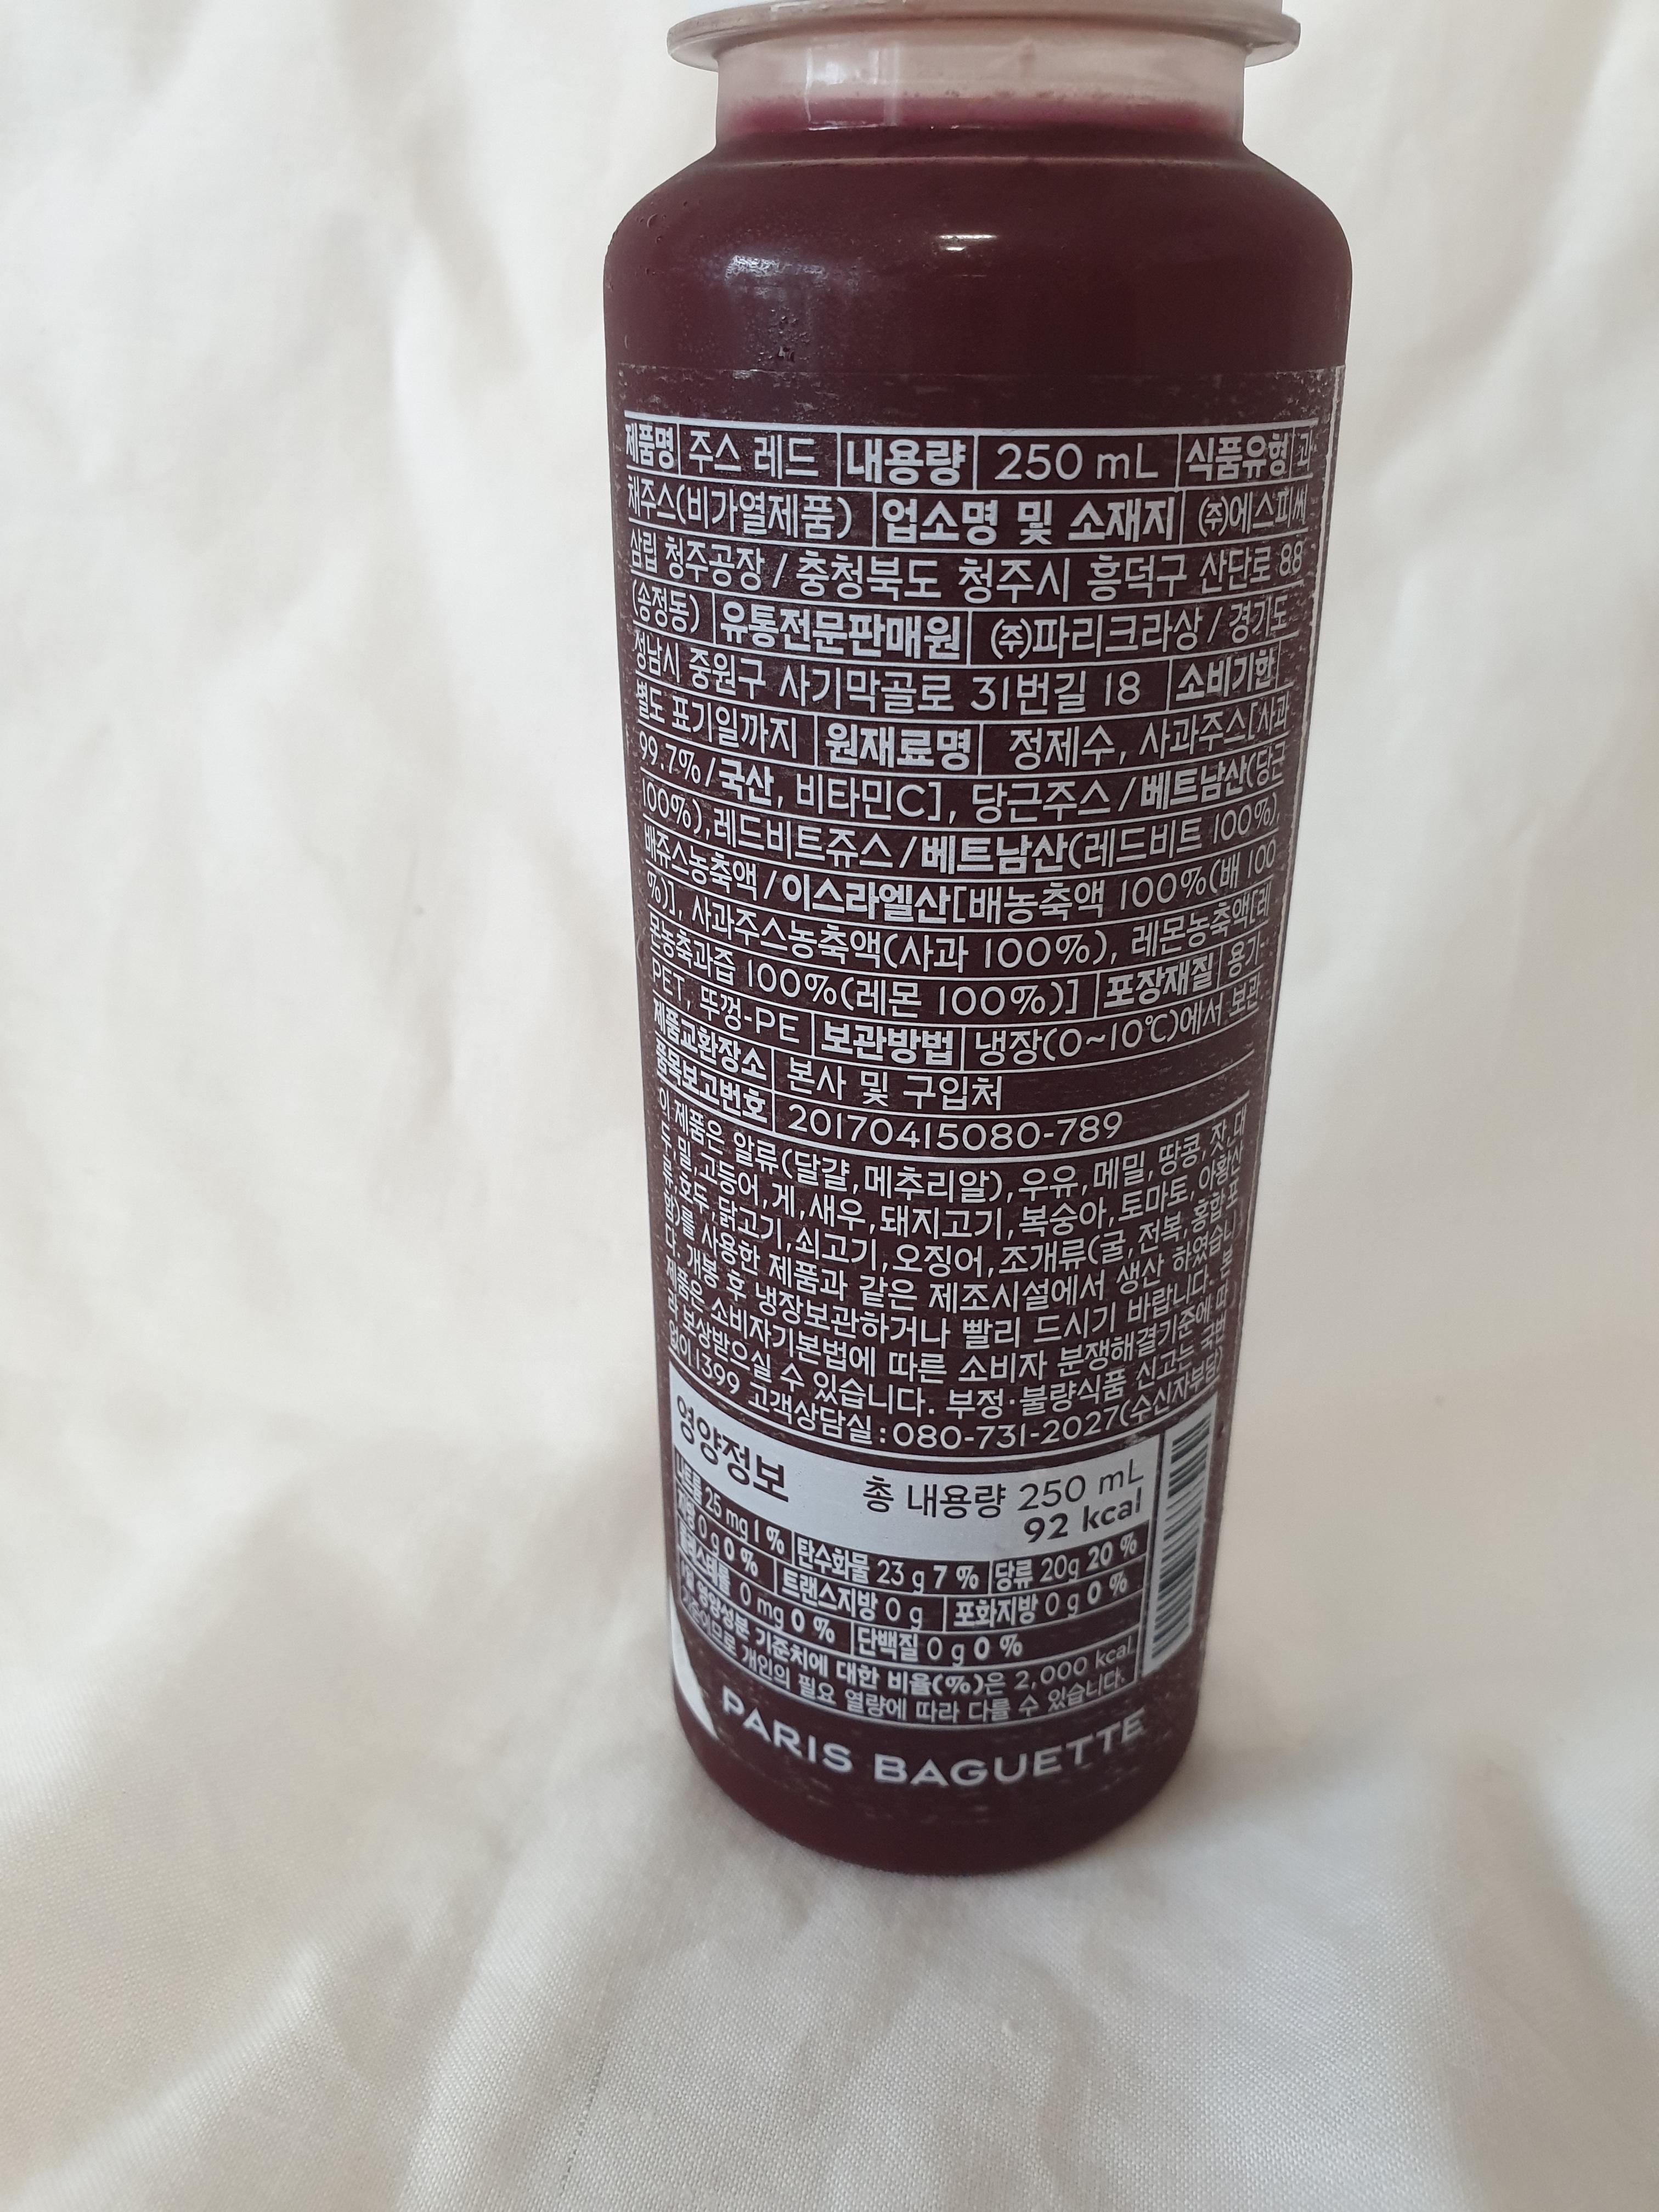 제품명 주스 레드 내용량 250 mL 식품유형 과
채주스(비가열제품) 업소명 및 소재지 (주)에스피씨
삼립 청주공장 / 충청북도 청주시 흥덕구 산단로 88
(송정동) 유통전문판매원 (주)파리크라상 / 경기도
성남시 중원구 사기막골로 31번길 18 소비기한
별도 표기일까지 원재료명 정제수, 사과주스[사과
99.7%/국산, 비타민C], 당근주스/베트남산(당근
100%), 레드비트쥬스/베트남산(레드비트 100%),
배쥬스농축액/이스라엘산[배농축액 100%(배 100
%)], 사과주스농축액(사과 100%), 레몬농축액[레
몬농축과즙 100%(레몬 100%)] 포장재질 용기-
PET, 뚜껑-PE 보관방법 냉장(0~10℃)에서 보관
제품교환장소 본사 및 구입처
품목보고번호 20170415080-789
이 제품은 알류(달걀,메추리알),우유,메밀,땅콩,잣,대
두,밀,고등어,게,새우,돼지고기,복숭아,토마토,아황산
류,호두,닭고기,쇠고기,오징어,조개류(굴,전복,홍합 포
함)를 사용한 제품과 같은 제조시설에서 생산 하였습니
다. 개봉 후 냉장보관하거나 빨리 드시기 바랍니다. 본
제품은 소비자기본법에 따른 소비자 분쟁해결기준에 따
라 보상받으실 수 있습니다. 부정·불량식품 신고는 국번
없이 1399 고객상담실:080-731-2027(수신자부담)
영양정보 총 내용량 250 mL
92 kcal
나트륨 25 mg 1 % 탄수화물 23 g 7 % 당류 20g 20 %
지방 0 g 0 % 트랜스지방 0 g 포화지방 0 g 0 %
콜레스테롤 0 mg 0 % 단백질 0 g 0 %
1일 영양성분 기준치에 대한 비율(%)은 2,000 kcal
기준이므로 개인의 필요 열량에 따라 다를 수 있습니다.
PARIS BAGUETTE